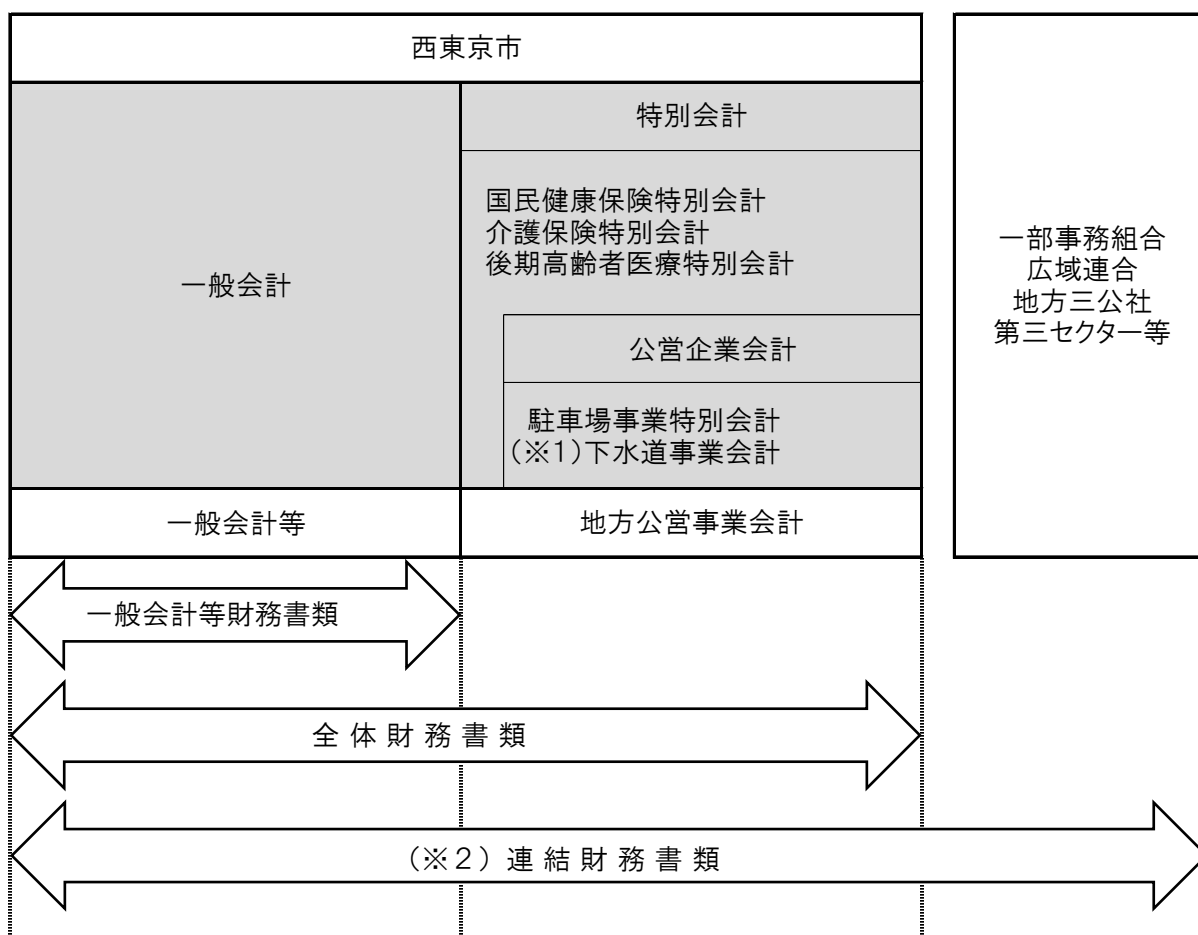 西東京市
一般会計
特別会計
国民健康保険特別会計
介護保険特別会計
後期高齢者医療特別会計
公営企業会計
駐車場事業特別会計
(※1)下水道事業会計
一般会計等
地方公営事業会計
一部事務組合
広域連合
地方三公社
第三セクター等
一般会計等財務書類
全体財務書類
(※2)連結財務書類